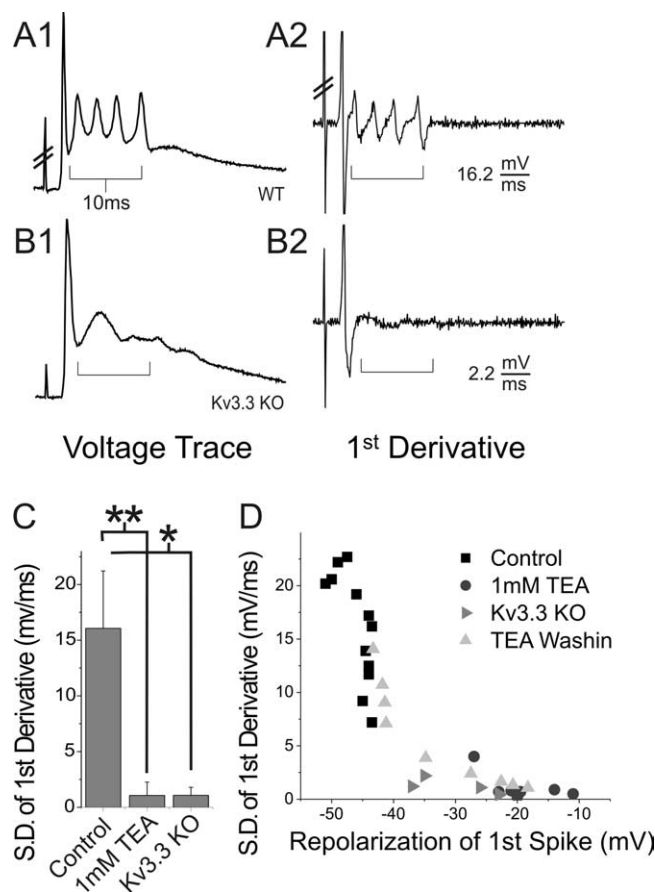 A1
A2
10ms
WT
16.2 mV/ms
B1
B2
Kv3.3 KO
2.2 mV/ms
Voltage Trace
1st Derivative
C
**
*
S.D. of 1st Derivative (mv/ms)
20
15
10
5
0
Control
1mM TEA
Kv3.3 KO
D
S.D. of 1st Derivative (mV/ms)
Control
1mM TEA
Kv3.3 KO
TEA Washin
25
20
15
10
5
0
-50
-40
-30
-20
-10
Repolarization of 1st Spike (mV)